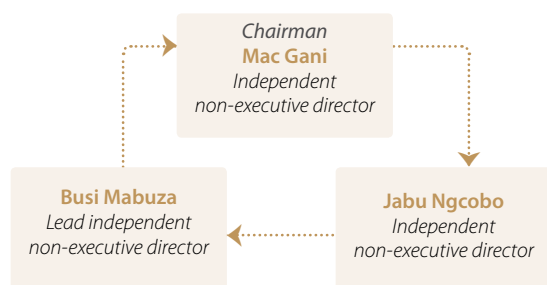 Chairman
Mac Gani
Independent
non-executive director
Busi Mabuza
Lead independent
non-executive director
Jabu Ngcobo
Independent
non-executive director